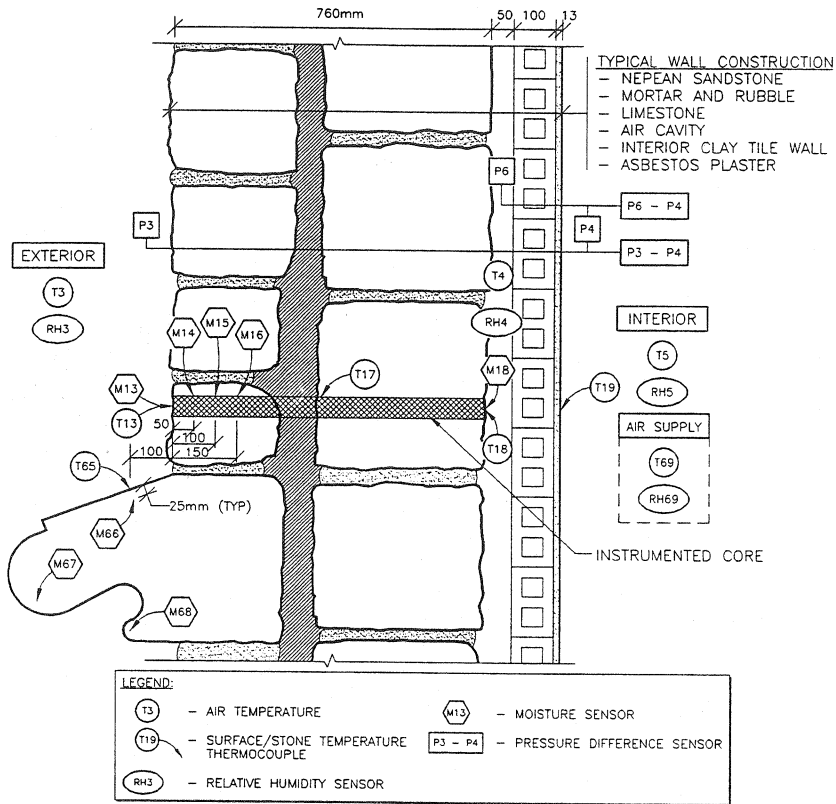 760mm
50
100
13
TYPICAL WALL CONSTRUCTION
- NEPEAN SANDSTONE
- MORTAR AND RUBBLE
- LIMESTONE
- AIR CAVITY
- INTERIOR CLAY TILE WALL
- ASBESTOS PLASTER
P6
P6 - P4
P3
P4
P3 - P4
EXTERIOR
T3
RH3
T4
RH4
INTERIOR
T5
RH5
M14
M15
M16
M13
T13
T17
M18
T18
T19
AIR SUPPLY
T69
RH69
50
100
100
150
T65
25mm (TYP)
M66
M67
M68
INSTRUMENTED CORE
LEGEND:
T3 - AIR TEMPERATURE
T19 - SURFACE/STONE TEMPERATURE
THERMOCOUPLE
RH3 - RELATIVE HUMIDITY SENSOR
M13 - MOISTURE SENSOR
P3 - P4 - PRESSURE DIFFERENCE SENSOR